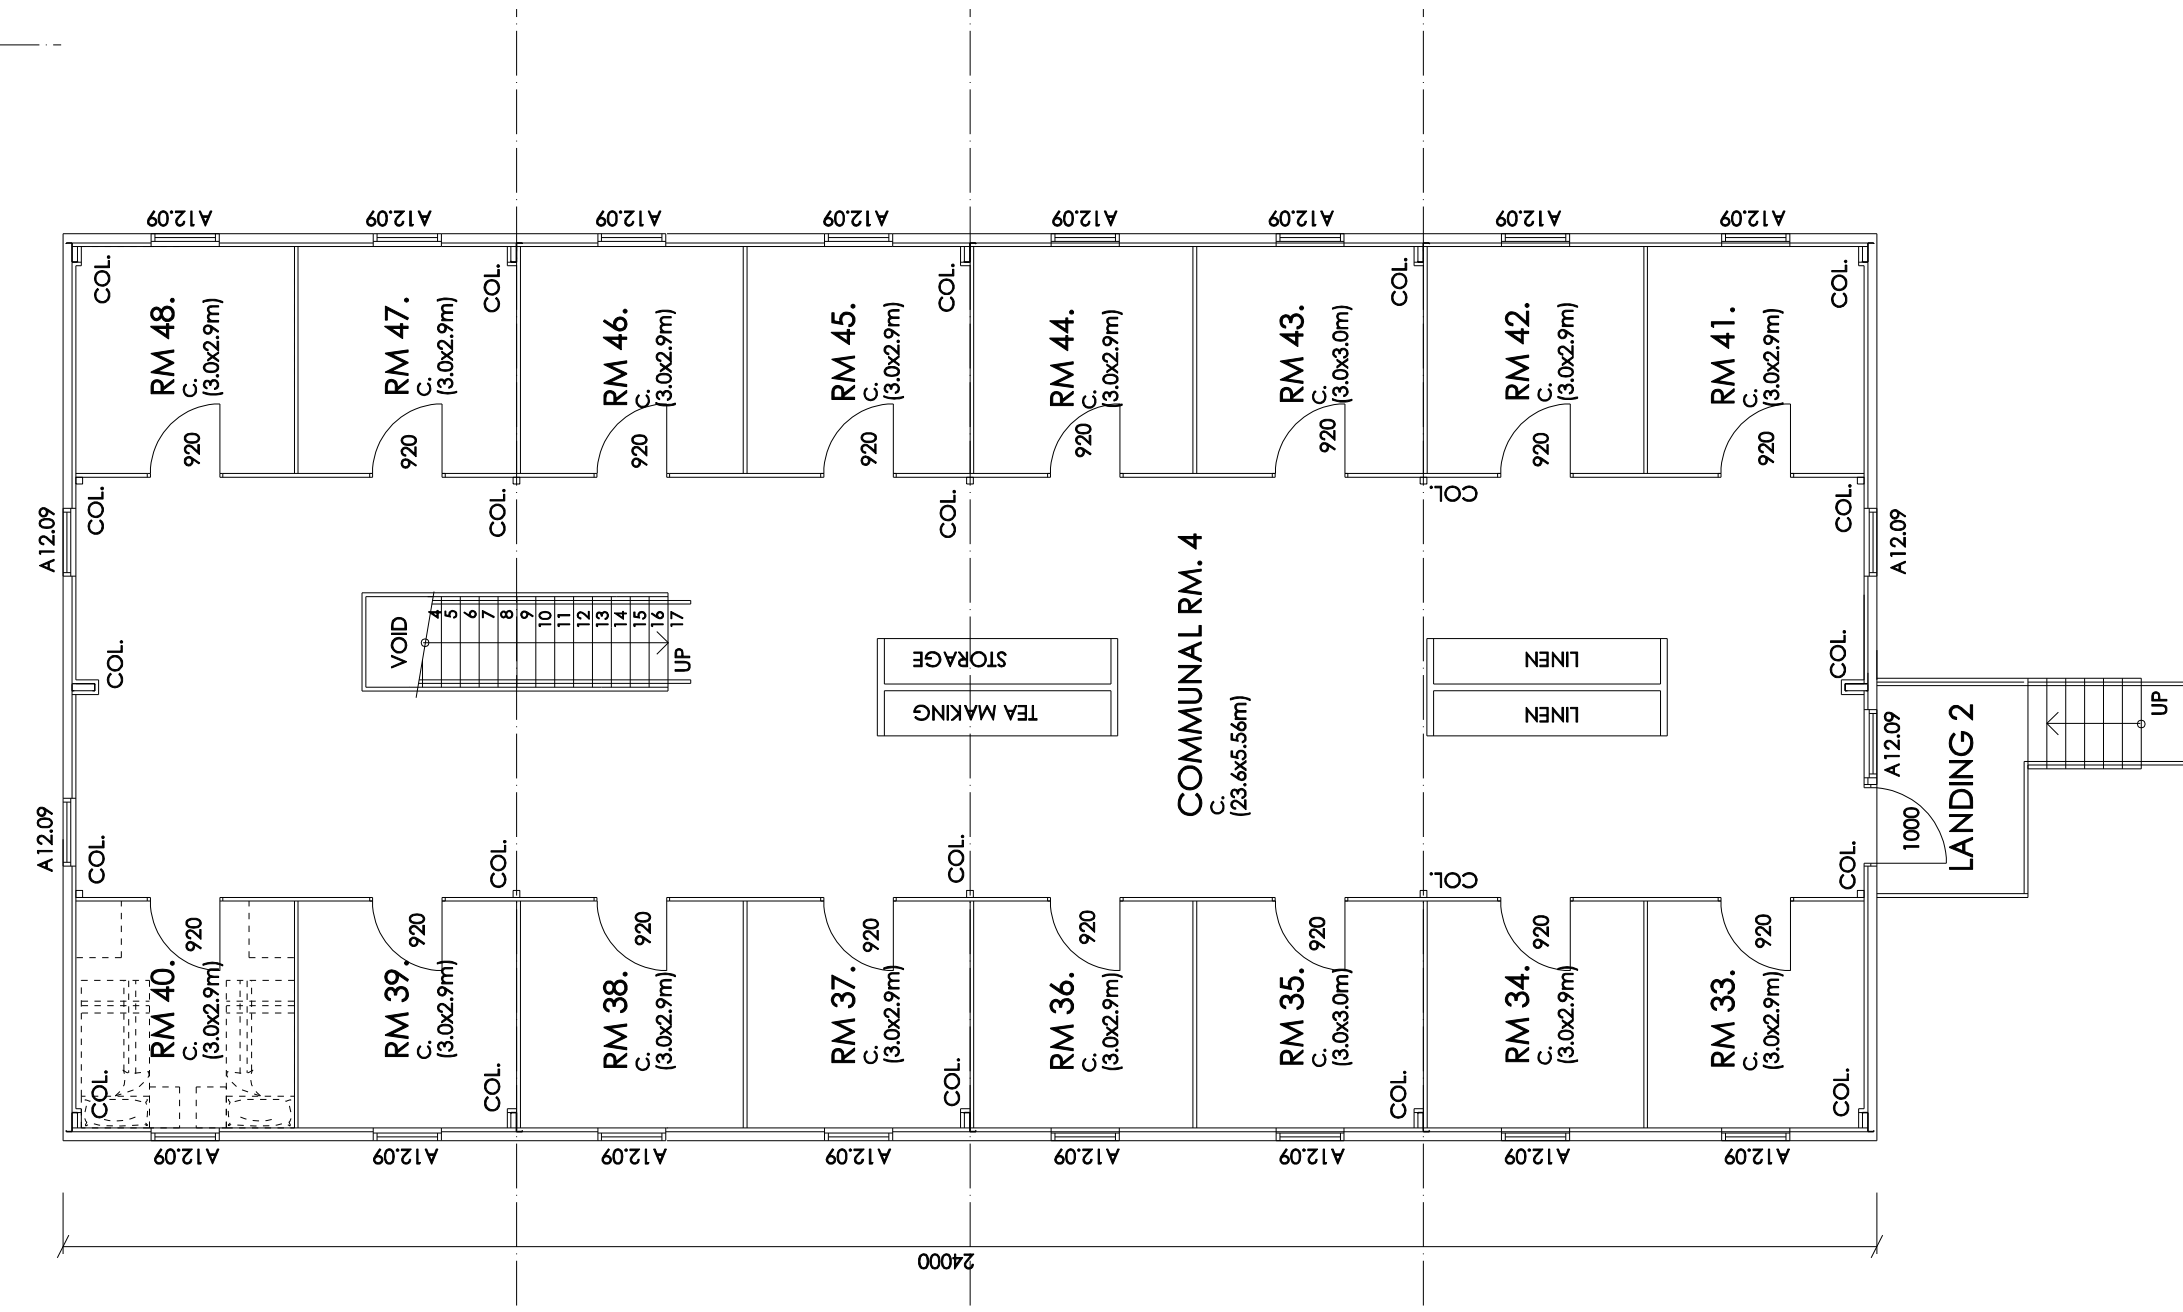 A12.09
A12.09
A12.09
A12.09
A12.09
A12.09
A12.09
A12.09
COL.
COL.
COL.
COL.
COL.
RM 48.
C.
(3.0x2.9m)
920
RM 47.
C.
(3.0x2.9m)
920
RM 46.
C.
(3.0x2.9m)
920
RM 45.
C.
(3.0x2.9m)
920
RM 44.
C.
(3.0x2.9m)
920
RM 43.
C.
(3.0x3.0m)
920
RM 42.
C.
(3.0x2.9m)
920
RM 41.
C.
(3.0x2.9m)
920
COL.
COL.
COL.
COL.
COL.
A12.09
A12.09
VOID
4
5
6
7
8
9
10
11
12
13
14
15
16
17
UP
COL.
COL.
STORAGE
TEA MAKING
COMMUNAL RM. 4
C.
(23.6x5.56m)
LINEN
LINEN
A12.09
A12.09
1000
LANDING 2
UP
COL.
COL.
COL.
COL.
COL.
920
RM 40.
C.
(3.0x2.9m)
920
RM 39.
C.
(3.0x2.9m)
920
RM 38.
C.
(3.0x2.9m)
920
RM 37.
C.
(3.0x2.9m)
920
RM 36.
C.
(3.0x2.9m)
920
RM 35.
C.
(3.0x3.0m)
920
RM 34.
C.
(3.0x2.9m)
920
RM 33.
C.
(3.0x2.9m)
COL.
COL.
COL.
COL.
COL.
A12.09
A12.09
A12.09
A12.09
A12.09
A12.09
A12.09
A12.09
24000